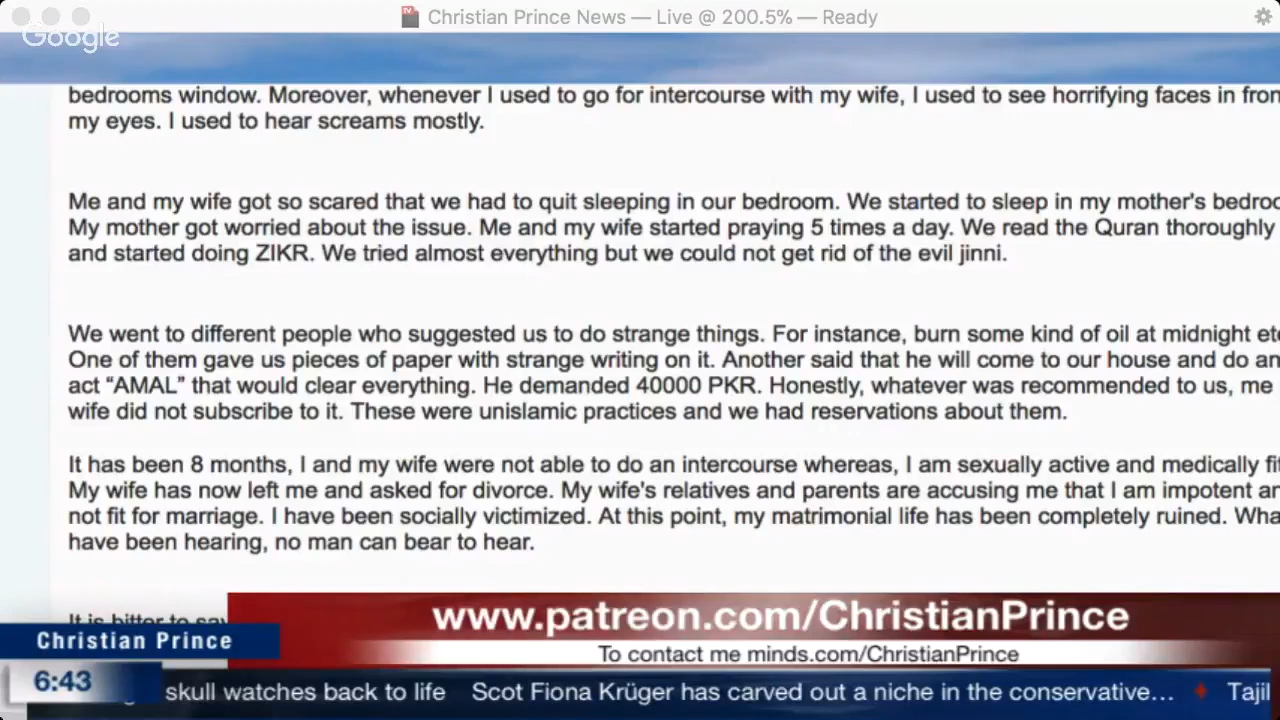 Christian Prince News — Live @ 200.5% — Ready
Google
bedrooms window. Moreover, whenever I used to go for intercourse with my wife, I used to see horrifying faces in fron
my eyes. I used to hear screams mostly.
Me and my wife got so scared that we had to quit sleeping in our bedroom. We started to sleep in my mother's bedroo
My mother got worried about the issue. Me and my wife started praying 5 times a day. We read the Quran thoroughly
and started doing ZIKR. We tried almost everything but we could not get rid of the evil jinni.
We went to different people who suggested us to do strange things. For instance, burn some kind of oil at midnight etc
One of them gave us pieces of paper with strange writing on it. Another said that he will come to our house and do an
act “AMAL” that would clear everything. He demanded 40000 PKR. Honestly, whatever was recommended to us, me
wife did not subscribe to it. These were unislamic practices and we had reservations about them.
It has been 8 months, I and my wife were not able to do an intercourse whereas, I am sexually active and medically fit
My wife has now left me and asked for divorce. My wife's relatives and parents are accusing me that I am impotent an
not fit for marriage. I have been socially victimized. At this point, my matrimonial life has been completely ruined. Wha
have been hearing, no man can bear to hear.
It is bitter to say
www.patreon.com/ChristianPrince
Christian Prince
To contact me minds.com/ChristianPrince
6:43
skull watches back to life Scot Fiona Krüger has carved out a niche in the conservative... Tajil